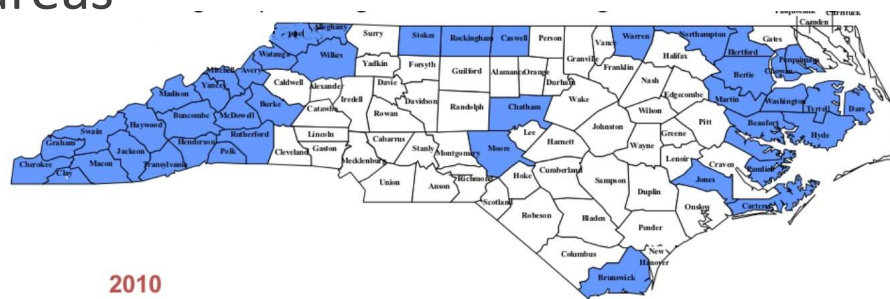 areas
Pasquotank Currituck
Camden
Alleghany
Surry
Stokes
Rockingham
Caswell
Person
Vance
Warren
Northampton
Gates
Hertford
Perquimans
Chowan
Watauga
Wilkes
Yadkin
Forsyth
Guilford
Alamance
Orange
Durham
Granville
Franklin
Halifax
Bertie
Mitchell
Avery
Caldwell
Alexander
Davie
Nash
Edgecombe
Martin
Washington
Tyrell
Dare
Madison
Yancey
Burke
Iredell
Catawba
Rowan
Davidson
Randolph
Chatham
Wake
Wilson
Pitt
Beaufort
Hyde
Buncombe
McDowell
Haywood
Swain
Graham
Rutherford
Lincoln
Cabarrus
Lee
Johnston
Wayne
Greene
Henderson
Polk
Cleveland
Gaston
Mecklenburg
Stanly
Montgomery
Moore
Harnett
Lenoir
Craven
Pamlico
Cherokee
Clay
Macon
Jackson
Transylvania
Union
Anson
Richmond
Hoke
Cumberland
Sampson
Duplin
Jones
Carteret
Scotland
Robeson
Bladen
Pender
Onslow
Columbus
New
Hanover
Brunswick
2010